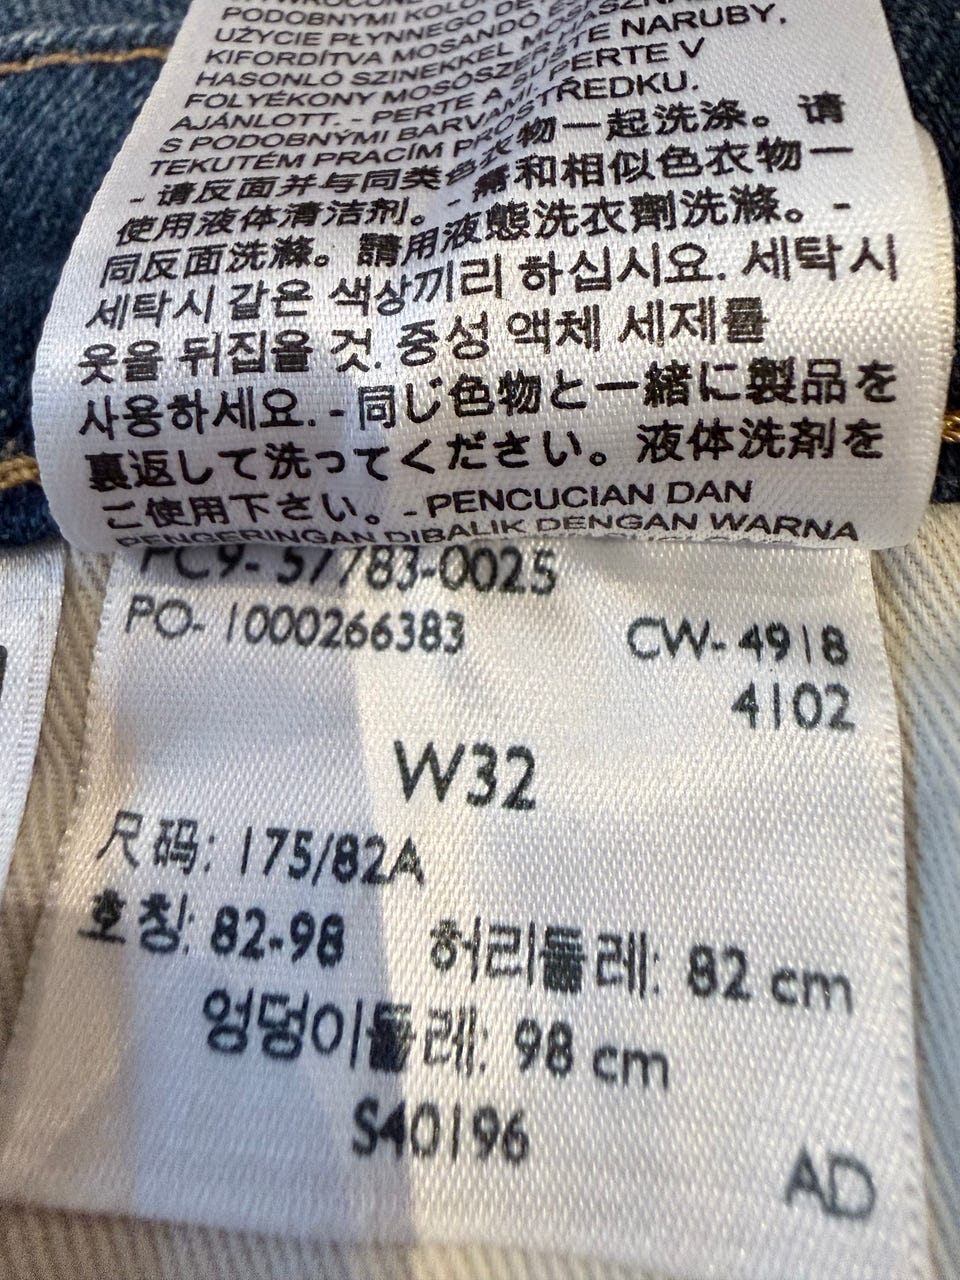 PODOBNYMI
UŻYCIE PŁYNNEGO
KIFORDÍTVA MOSANDÓ
HASONLÓ SZINEKKEL NARUBY.
FOLYÉKONY MOSÓSZER
AJÁNLOTT. - PERTE A SUPERTE V
S PODOBNÝMI BARVAMI. PROSTŘEDKU.
TEKUTÉM PRACÍM
- 请反面并与同类色衣物一起洗涤。请
使用液体清洁剂。- 需和相似色衣物一
同反面洗滌。請用液態洗衣劑洗滌。-
세탁시 같은 색상끼리 하십시요. 세탁시
옷을 뒤집을 것. 중성 액체 세제를
사용하세요. - 同じ色物と一緒に製品を
裏返して洗ってください。液体洗剤を
ご使用下さい。- PENCUCIAN DAN
PENGERINGAN DIBALIK DENGAN WARNA
PC9- 57783-0025
PO- 1000266383
CW- 4918
4102
W32
尺码: 175/82A
호칭: 82-98 허리둘레: 82 cm
엉덩이둘레: 98 cm
S40196
AD